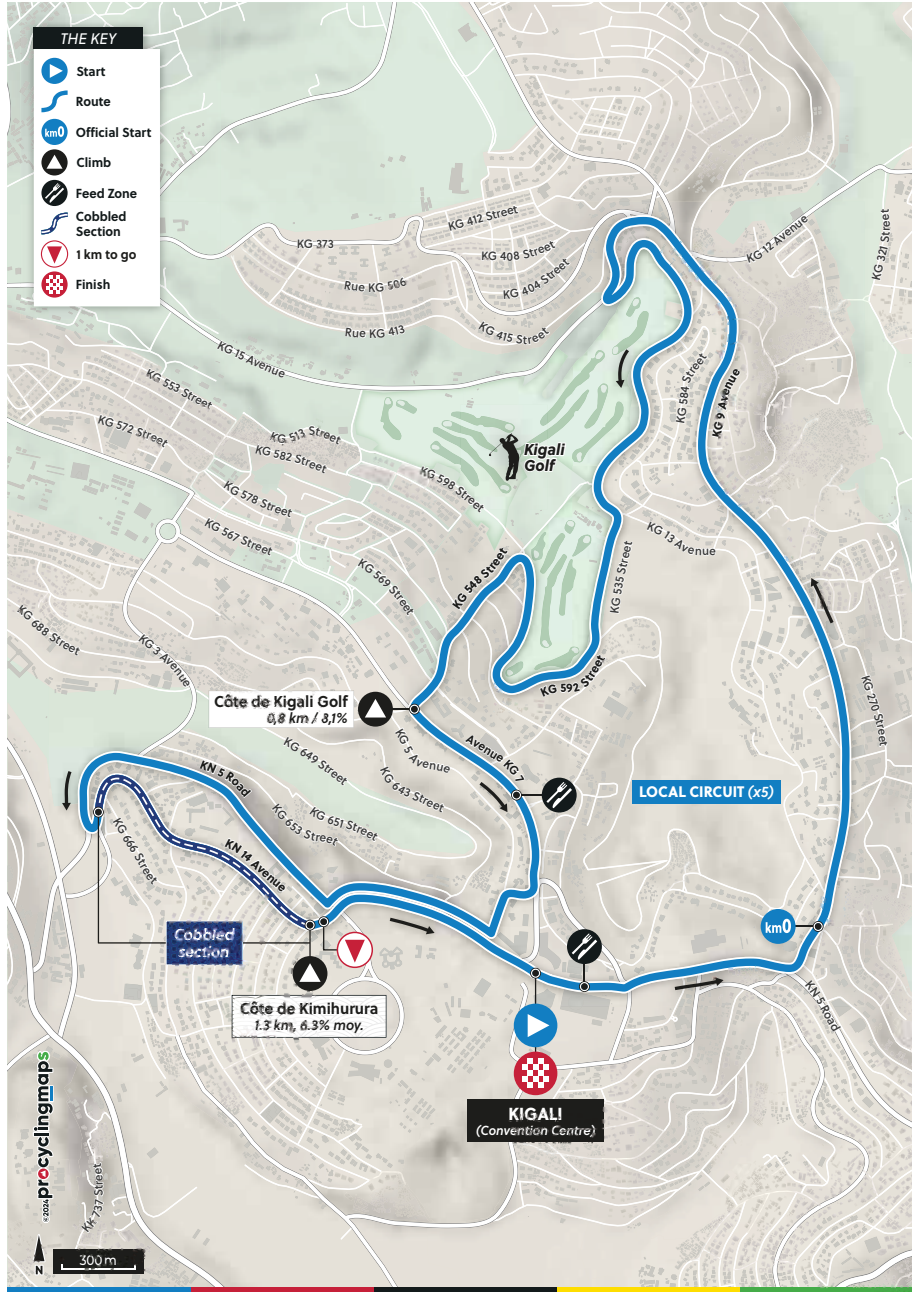 THE KEY
Start
Route
km0 Official Start
Climb
Feed Zone
Cobbled
Section
1 km to go
Finish
KG 412 Street
KG 373
KG 408 Street
KG 12 Avenue
KG 321 Street
Rue KG 506
KG 404 Street
Rue KG 413
KG 415 Street
KG 15 Avenue
KG 553 Street
KG 584 Street
KG 9 Avenue
KG 572 Street
KG 513 Street
KG 582 Street
Kigali
Golf
KG 598 Street
KG 578 Street
KG 567 Street
KG 13 Avenue
KG 569 Street
KG 548 Street
KG 535 Street
KG 688 Street
KG 3 Avenue
KG 592 Street
KG 270 Street
Côte de Kigali Golf
0,8 km / 8,1%
KG 5 Avenue
Avenue KG 7
KG 649 Street
KG 643 Street
KN 5 Road
LOCAL CIRCUIT (x5)
KG 651 Street
KG 653 Street
KG 666 Street
KN 14 Avenue
Cobbled
section
km0
Côte de Kimihurura
1.3 km, 6.3% moy.
KN 5 Road
KIGALI
(Convention Centre)
©2024 procyclingmaps
KK 737 Street
N
300 m